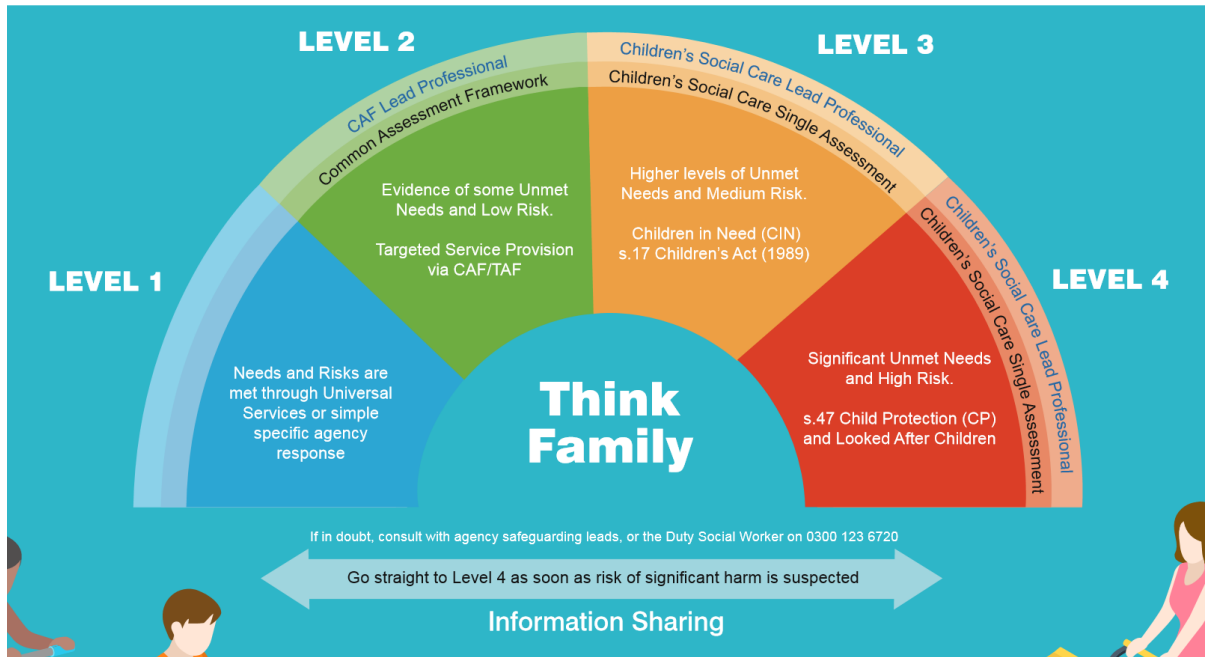 LEVEL 1
Needs and Risks are
met through Universal
Services or simple
specific agency
response
LEVEL 2
CAF Lead Professional
Common Assessment Framework
Evidence of some Unmet
Needs and Low Risk.
Targeted Service Provision
via CAF/TAF
LEVEL 3
Children's Social Care Lead Professional
Children's Social Care Single Assessment
Higher levels of Unmet
Needs and Medium Risk.
Children in Need (CIN)
s.17 Children's Act (1989)
LEVEL 4
Children's Social Care Lead Professional
Children's Social Care Single Assessment
Significant Unmet Needs
and High Risk.
s.47 Child Protection (CP)
and Looked After Children
Think
Family
If in doubt, consult with agency safeguarding leads, or the Duty Social Worker on 0300 123 6720
Go straight to Level 4 as soon as risk of significant harm is suspected
Information Sharing